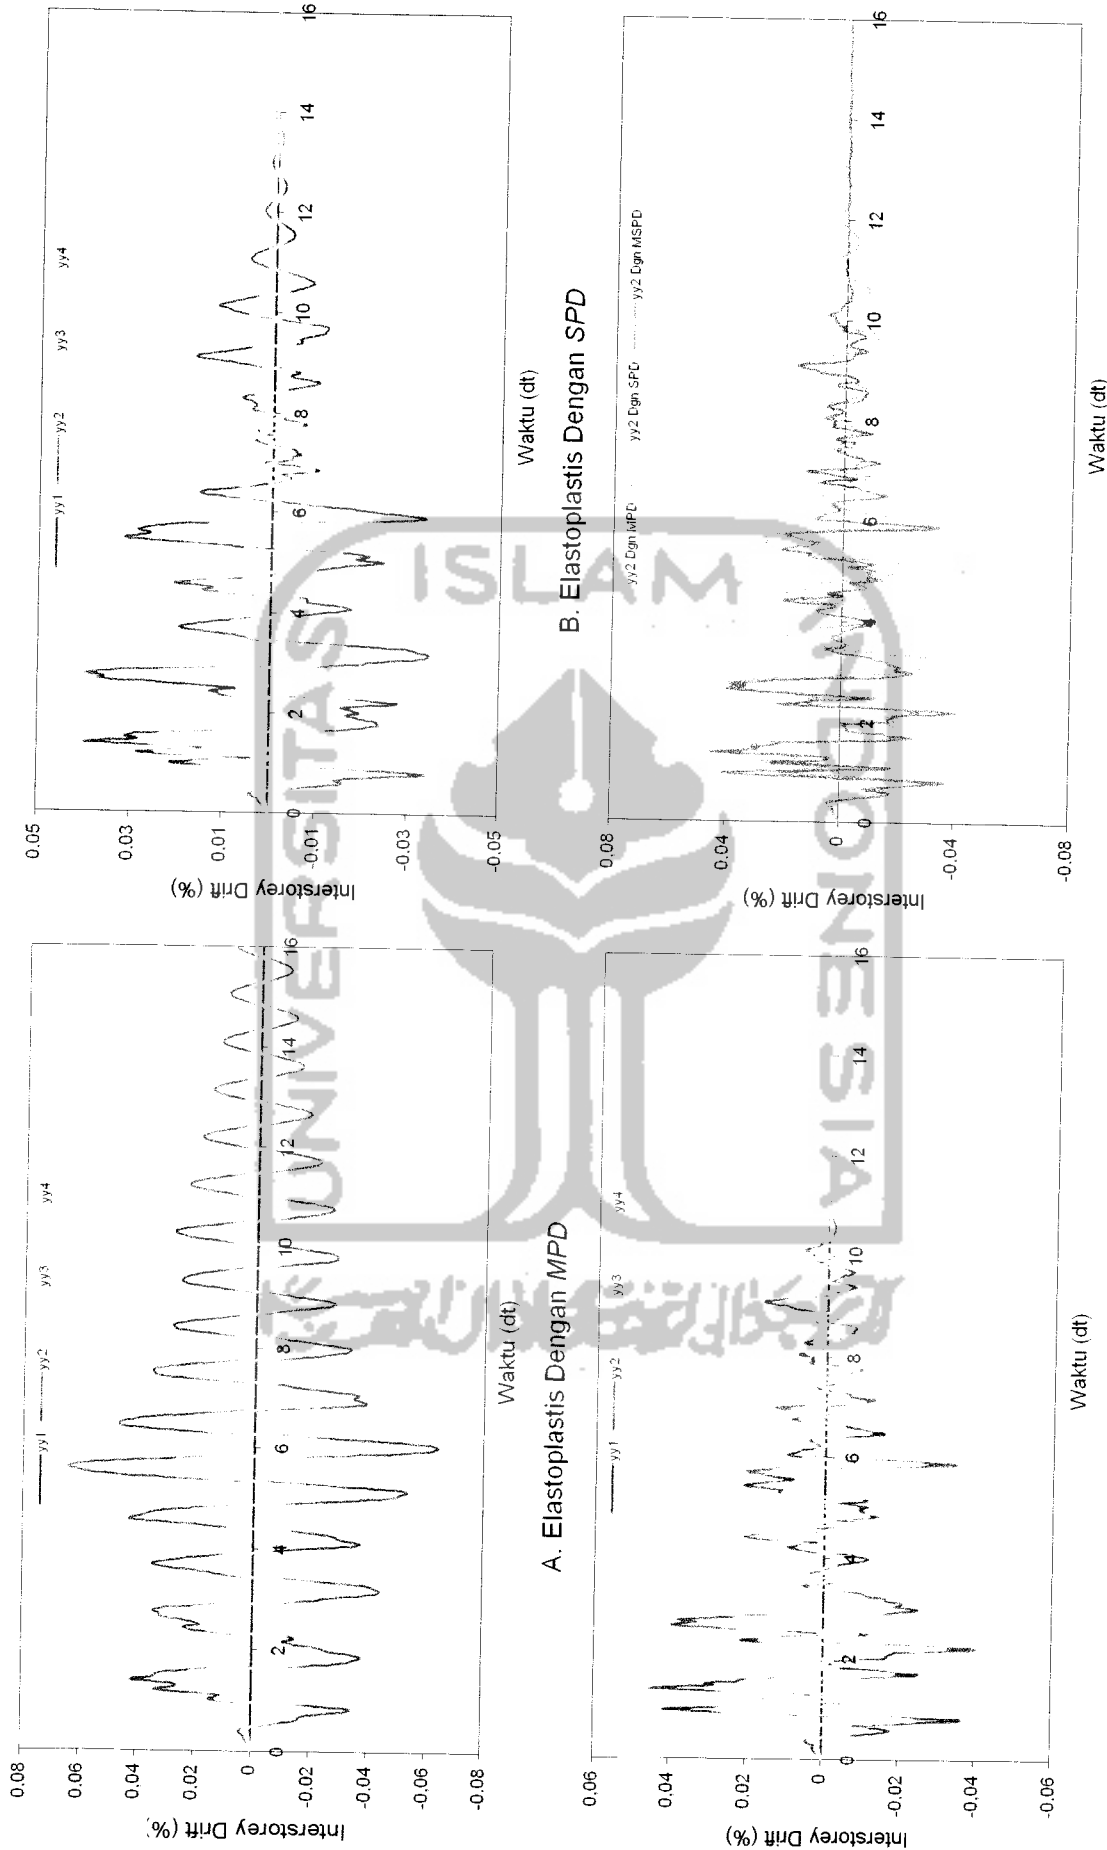 yy1 yy2 yy3 yy4
0.08
0.06
0.04
0.02
0
-0.02
-0.04
-0.06
-0.08
Interstorey Drift (%)
0 2 4 6 8 10 12 14 16
Waktu (dt)
A. Elastoplastis Dengan MPD
yy1 yy2 yy3 yy4
0.05
0.03
0.01
-0.01
-0.03
-0.05
Interstorey Drift (%)
0 2 4 6 8 10 12 14 16
Waktu (dt)
B. Elastoplastis Dengan SPD
yy1 yy2 yy3 yy4
0.06
0.04
0.02
0
-0.02
-0.04
-0.06
Interstorey Drift (%)
0 2 4 6 8 10 12 14 16
Waktu (dt)
yy2 Dgn MPD yy2 Dgn SPD yy2 Dgn MSPD
0.08
0.04
0
-0.04
-0.08
Interstorey Drift (%)
0 2 4 6 8 10 12 14 16
Waktu (dt)
UNIVERSITAS
ISLAM
INDONESIA